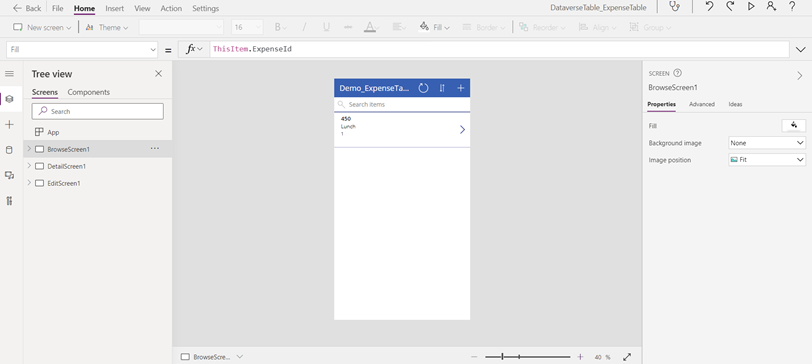 Back File Home Insert View Action Settings DataverseTable_ExpenseTable
New screen Theme 16 B Fill Border Reorder Align Group
Fill = fx ThisItem.ExpenseId
Tree view
Screens Components
Search
App
BrowseScreen1 ...
DetailScreen1
EditScreen1
Demo_ExpenseTa...
Search items
450
Lunch
1
SCREEN
BrowseScreen1
Properties Advanced Ideas
Fill
Background image None
Image position Fit
BrowseScre... 40 %